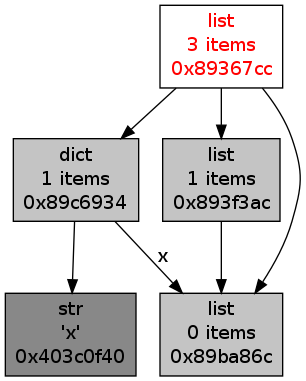 list
3 items
0x89367cc
dict
1 items
0x89c6934
list
1 items
0x893f3ac
x
str
'x'
0x403c0f40
list
0 items
0x89ba86c